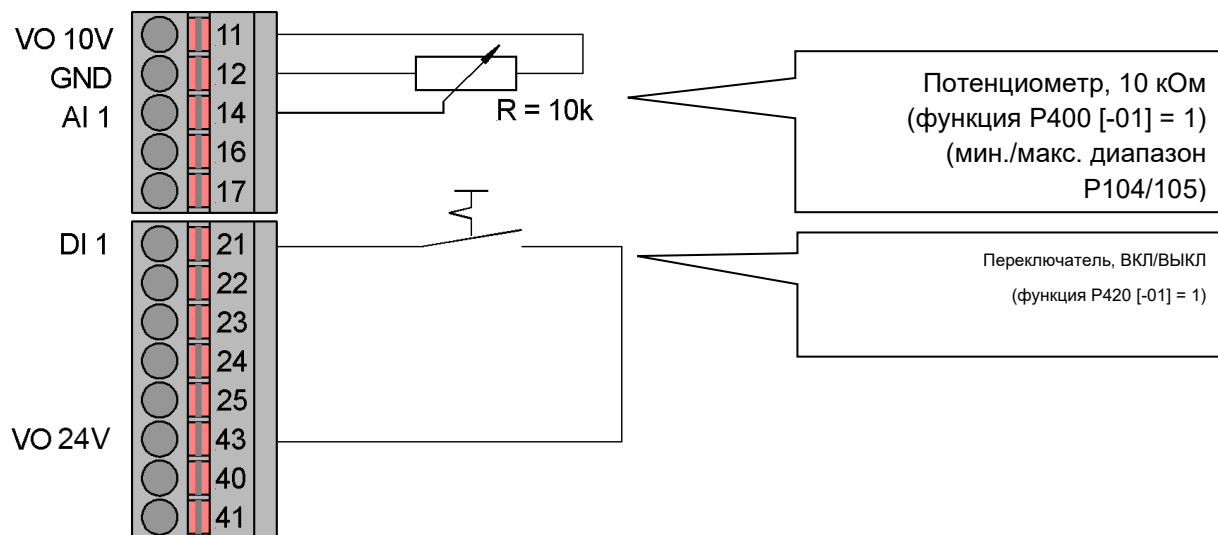 VO 10V 11
GND 12
AI 1 14
16
17
R = 10k
Потенциометр, 10 кОм
(функция P400 [-01] = 1)
(мин./макс. диапазон
P104/105)
DI 1 21
22
23
24
25
VO 24V 43
40
41
Переключатель, ВКЛ/ВЫКЛ
(функция P420 [-01] = 1)